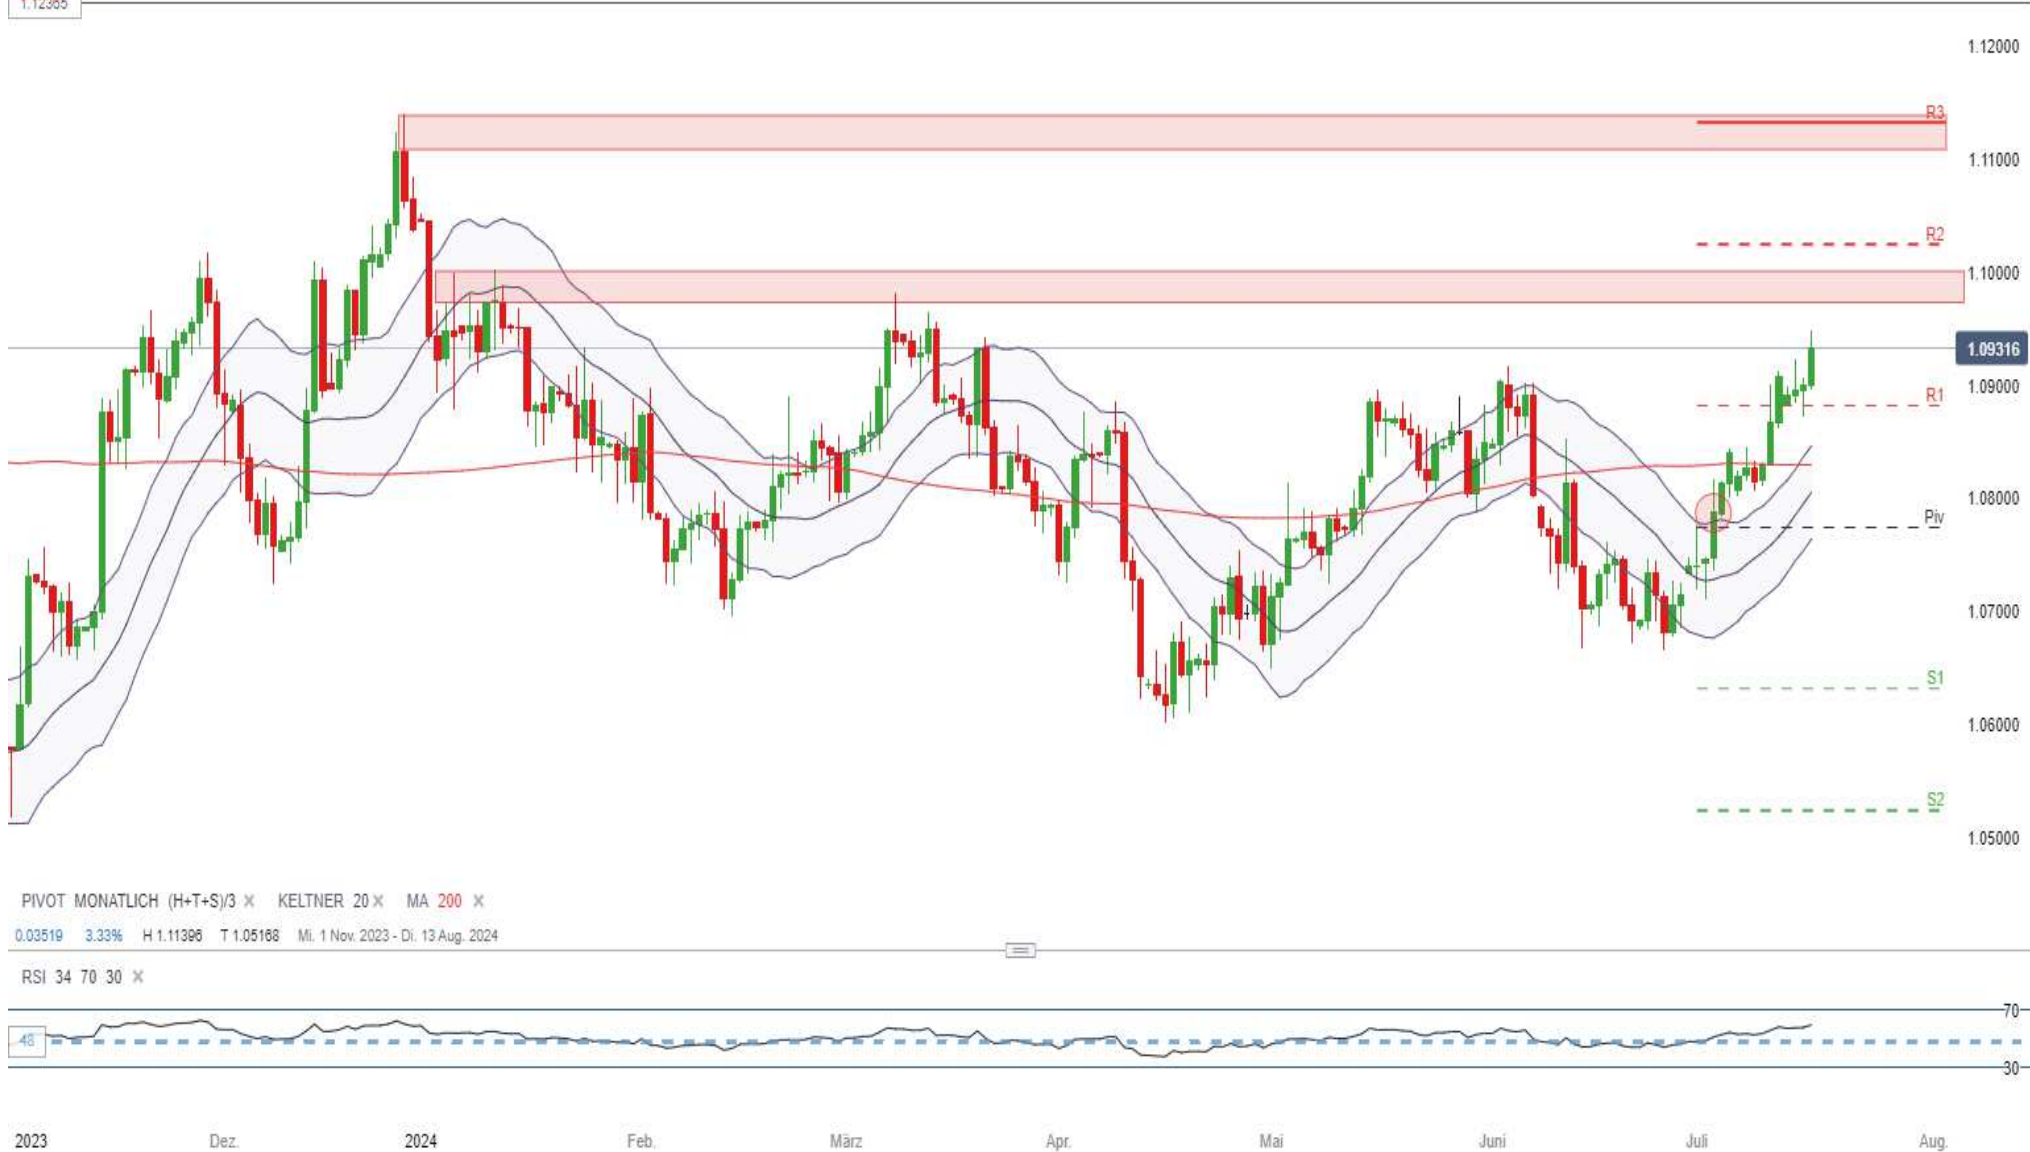 1.12365
1.12000
R3
1.11000
R2
1.10000
1.09316
1.09000
R1
1.08000
Piv
1.07000
S1
1.06000
S2
1.05000
PIVOT MONATLICH (H+T+S)/3 × KELTNER 20 × MA 200 ×
0.03519 3.33% H 1.11396 T 1.05168 Mi. 1 Nov. 2023 - Di. 13 Aug. 2024
RSI 34 70 30 ×
70
48
30
2023 Dez. 2024 Feb. März Apr. Mai Juni Juli Aug.